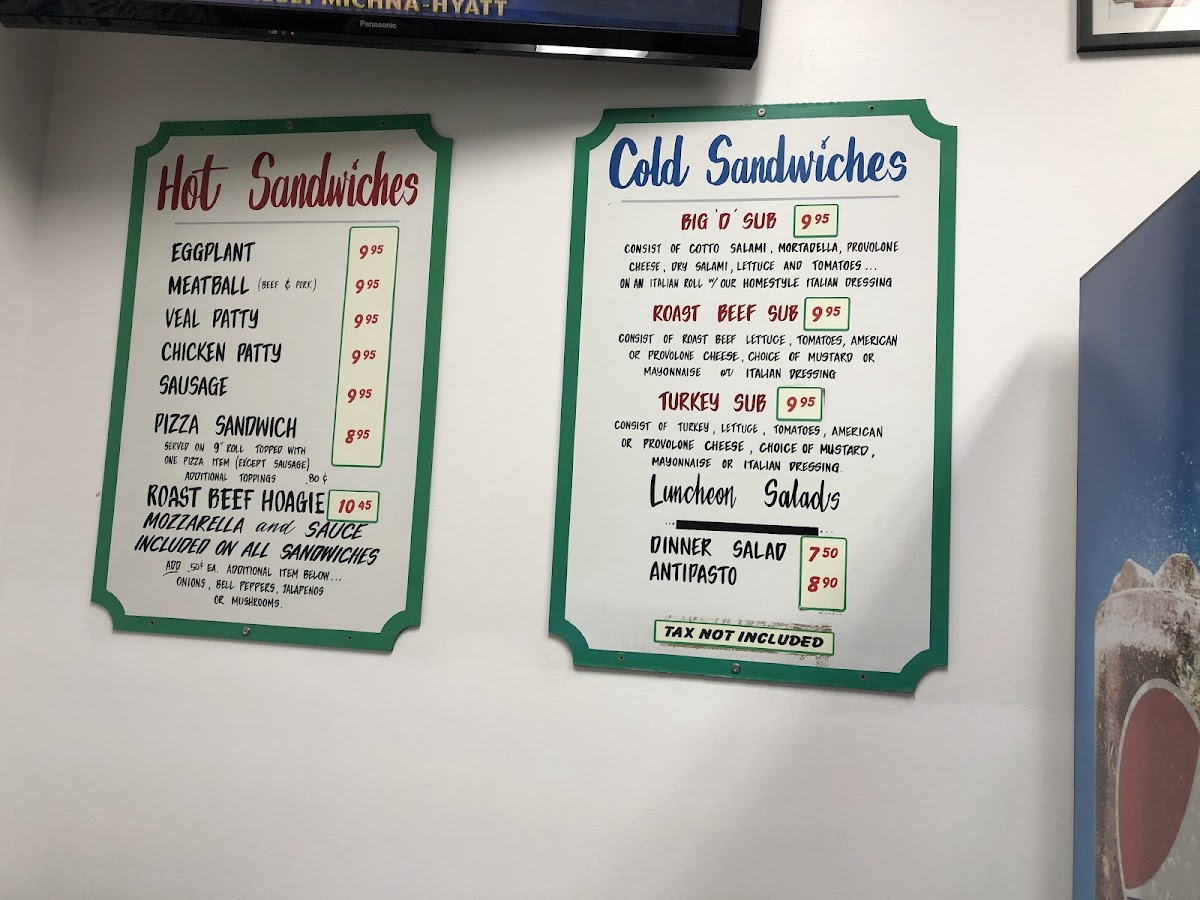 MICHNA-HYATT
Panasonic
Hot Sandwiches
EGGPLANT 9.95
MEATBALL (BEEF & PORK) 9.95
VEAL PATTY 9.95
CHICKEN PATTY 9.95
SAUSAGE 9.95
PIZZA SANDWICH 8.95
SERVED ON 9" ROLL TOPPED WITH
ONE PIZZA ITEM (EXCEPT SAUSAGE)
ADDITIONAL TOPPINGS .80 ¢
ROAST BEEF HOAGIE 10.45
MOZZARELLA and SAUCE
INCLUDED ON ALL SANDWICHES
ADD .50¢ EA. ADDITIONAL ITEM BELOW...
ONIONS, BELL PEPPERS, JALAPENOS
OR MUSHROOMS.
Cold Sandwiches
BIG 'D' SUB 9.95
CONSIST OF COTTO SALAMI, MORTADELLA, PROVOLONE
CHEESE, DRY SALAMI, LETTUCE AND TOMATOES...
ON AN ITALIAN ROLL W/ OUR HOMESTYLE ITALIAN DRESSING
ROAST BEEF SUB 9.95
CONSIST OF ROAST BEEF LETTUCE, TOMATOES, AMERICAN
OR PROVOLONE CHEESE, CHOICE OF MUSTARD OR
MAYONNAISE or ITALIAN DRESSING
TURKEY SUB 9.95
CONSIST OF TURKEY, LETTUCE, TOMATOES, AMERICAN
OR PROVOLONE CHEESE, CHOICE OF MUSTARD,
MAYONNAISE OR ITALIAN DRESSING.
Luncheon Salads
DINNER SALAD 7.50
ANTIPASTO 8.90
TAX NOT INCLUDED